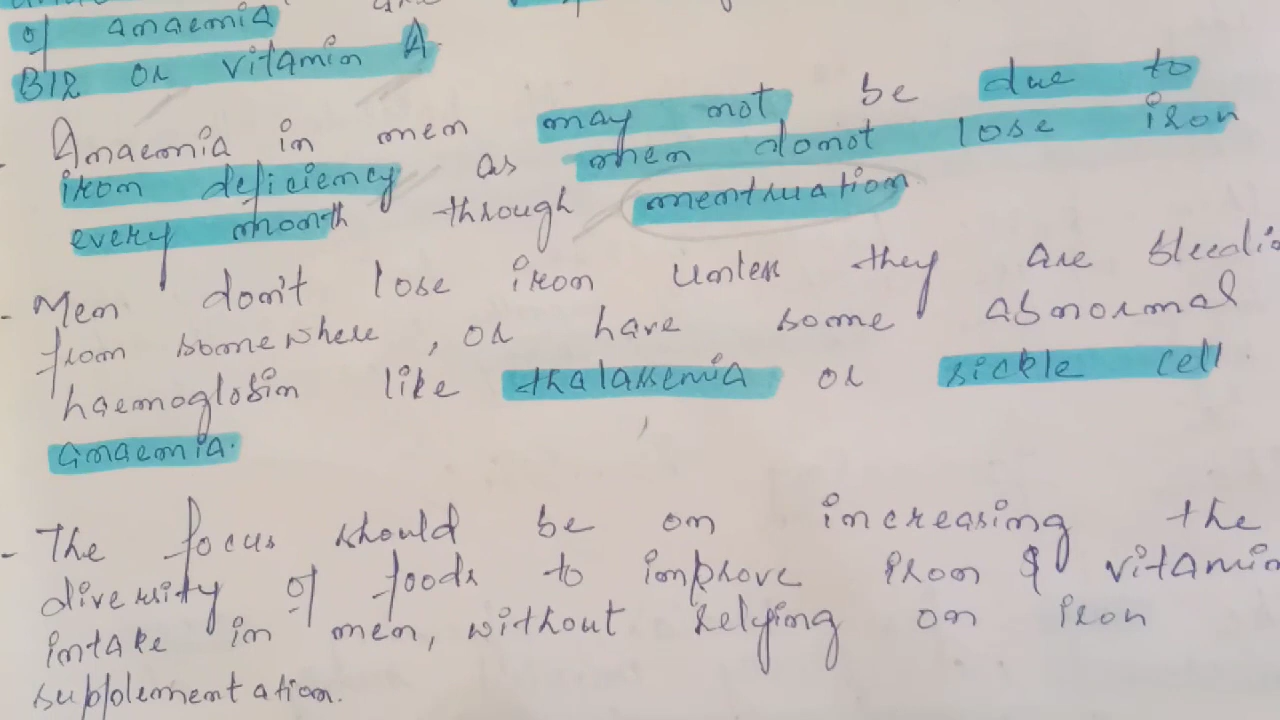 of anaemia are
B12 or vitamin A.
- Anaemia in men may not be due to
iron deficiency as men donot lose iron
every month through mentruation.
- Men don't lose iron unless they are bleedin
from somewhere, or have some abnormal
haemoglobin like thalassemia or sickle cell
anaemia.
- The focus should be on increasing the
diversity of foods to improve iron & vitamin
intake in men, without relying on iron
supplementation.